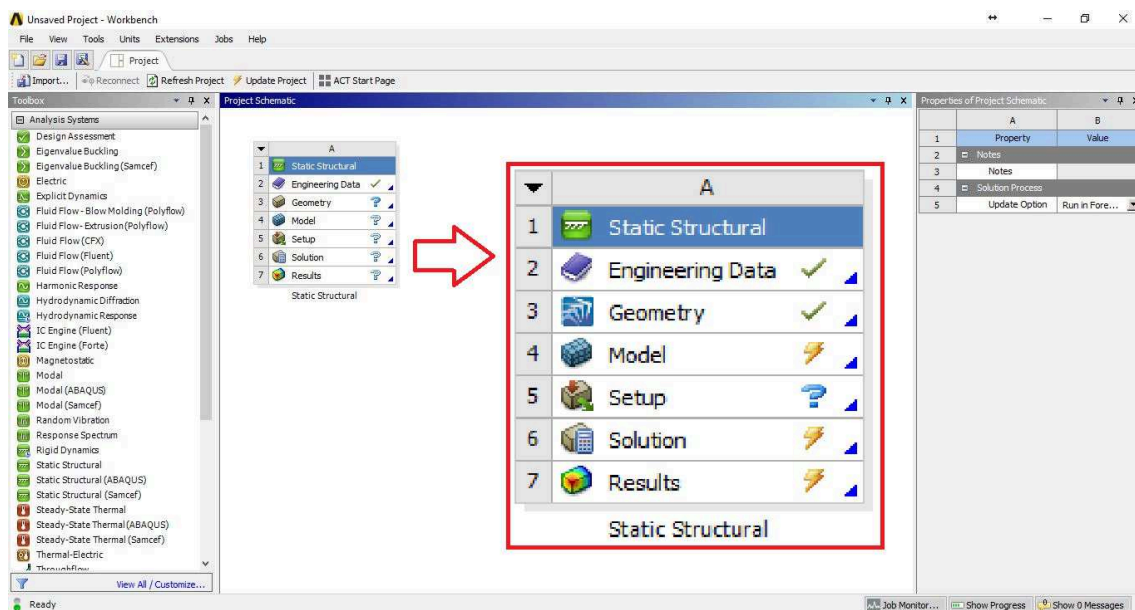 Unsaved Project - Workbench
File View Tools Units Extensions Jobs Help
Project
Import... Reconnect Refresh Project Update Project ACT Start Page
Toolbox
Analysis Systems
Design Assessment
Eigenvalue Buckling
Eigenvalue Buckling (Samcef)
Electric
Explicit Dynamics
Fluid Flow - Blow Molding (Polyflow)
Fluid Flow - Extrusion (Polyflow)
Fluid Flow (CFX)
Fluid Flow (Fluent)
Fluid Flow (Polyflow)
Harmonic Response
Hydrodynamic Diffraction
Hydrodynamic Response
IC Engine (Fluent)
IC Engine (Forte)
Magnetostatic
Modal
Modal (ABAQUS)
Modal (Samcef)
Random Vibration
Response Spectrum
Rigid Dynamics
Static Structural
Static Structural (ABAQUS)
Static Structural (Samcef)
Steady-State Thermal
Steady-State Thermal (ABAQUS)
Steady-State Thermal (Samcef)
Thermal-Electric
Throughflow
View All / Customize...
Project Schematic
A
1 Static Structural
2 Engineering Data
3 Geometry
4 Model
5 Setup
6 Solution
7 Results
Static Structural
A
1 Static Structural
2 Engineering Data
3 Geometry
4 Model
5 Setup
6 Solution
7 Results
Static Structural
Properties of Project Schematic
A B
1 Property Value
2 Notes
3 Notes
4 Solution Process
5 Update Option Run in Fore...
Ready
Job Monitor... Show Progress Show 0 Messages